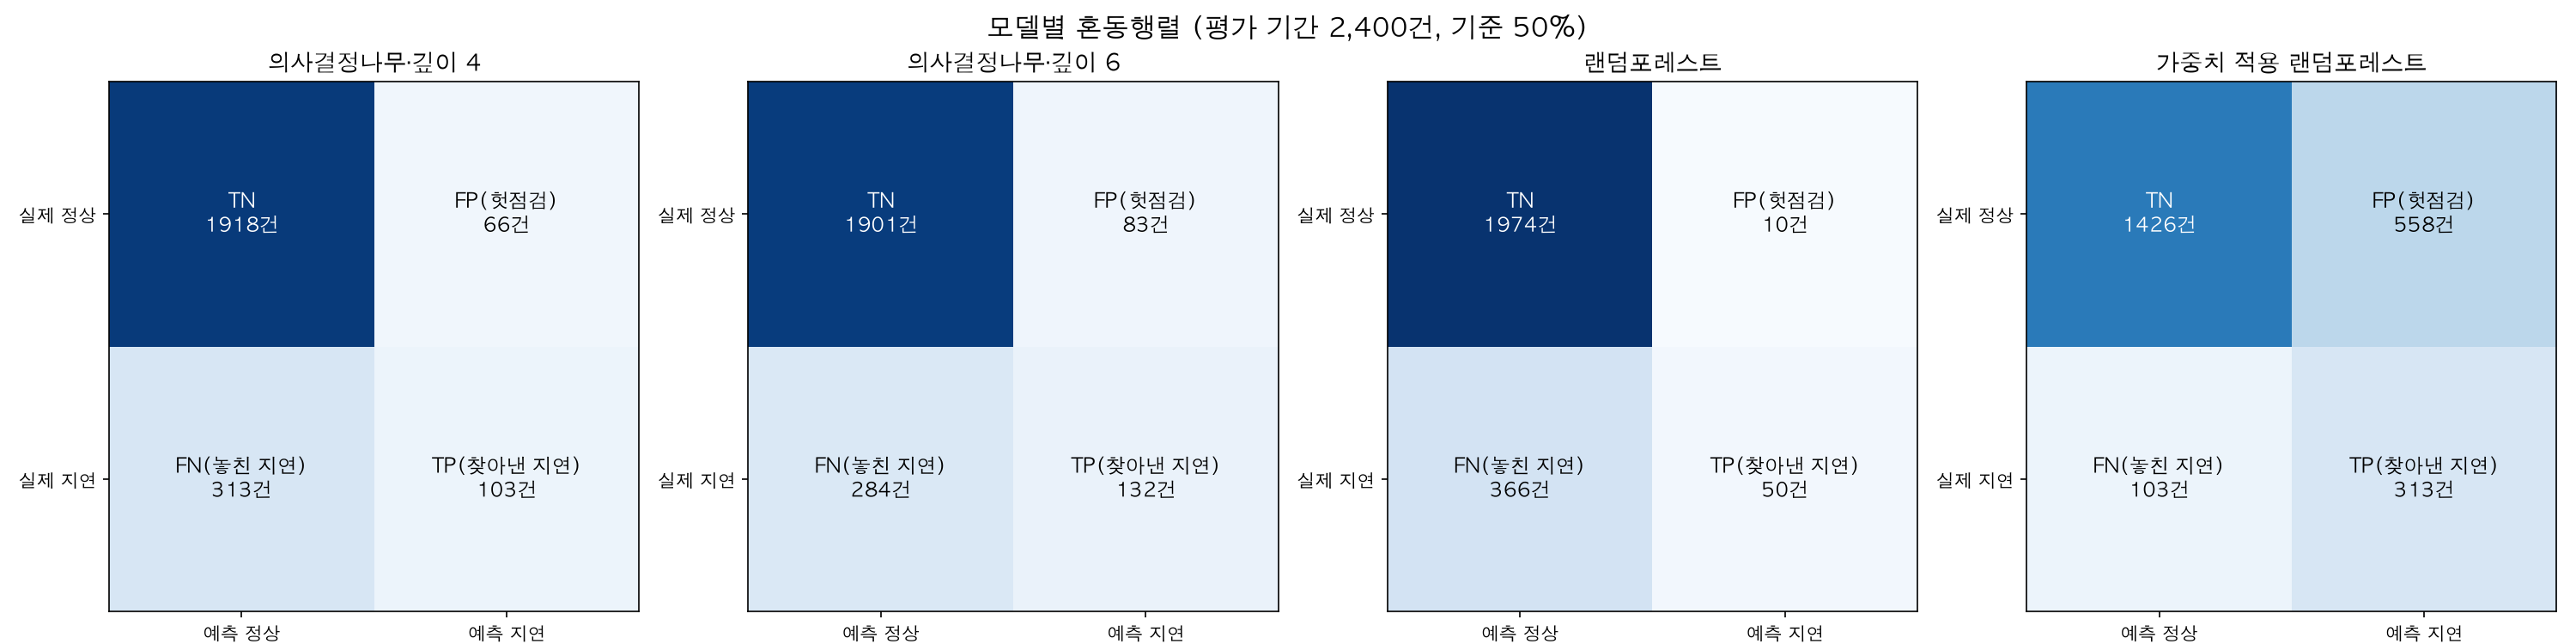 모델별 혼동행렬 (평가 기간 2,400건, 기준 50%)
의사결정나무·깊이 4
실제 정상
TN
1918건
FP(헛점검)
66건
실제 지연
FN(놓친 지연)
313건
TP(찾아낸 지연)
103건
예측 정상
예측 지연
의사결정나무·깊이 6
실제 정상
TN
1901건
FP(헛점검)
83건
실제 지연
FN(놓친 지연)
284건
TP(찾아낸 지연)
132건
예측 정상
예측 지연
랜덤포레스트
실제 정상
TN
1974건
FP(헛점검)
10건
실제 지연
FN(놓친 지연)
366건
TP(찾아낸 지연)
50건
예측 정상
예측 지연
가중치 적용 랜덤포레스트
실제 정상
TN
1426건
FP(헛점검)
558건
실제 지연
FN(놓친 지연)
103건
TP(찾아낸 지연)
313건
예측 정상
예측 지연